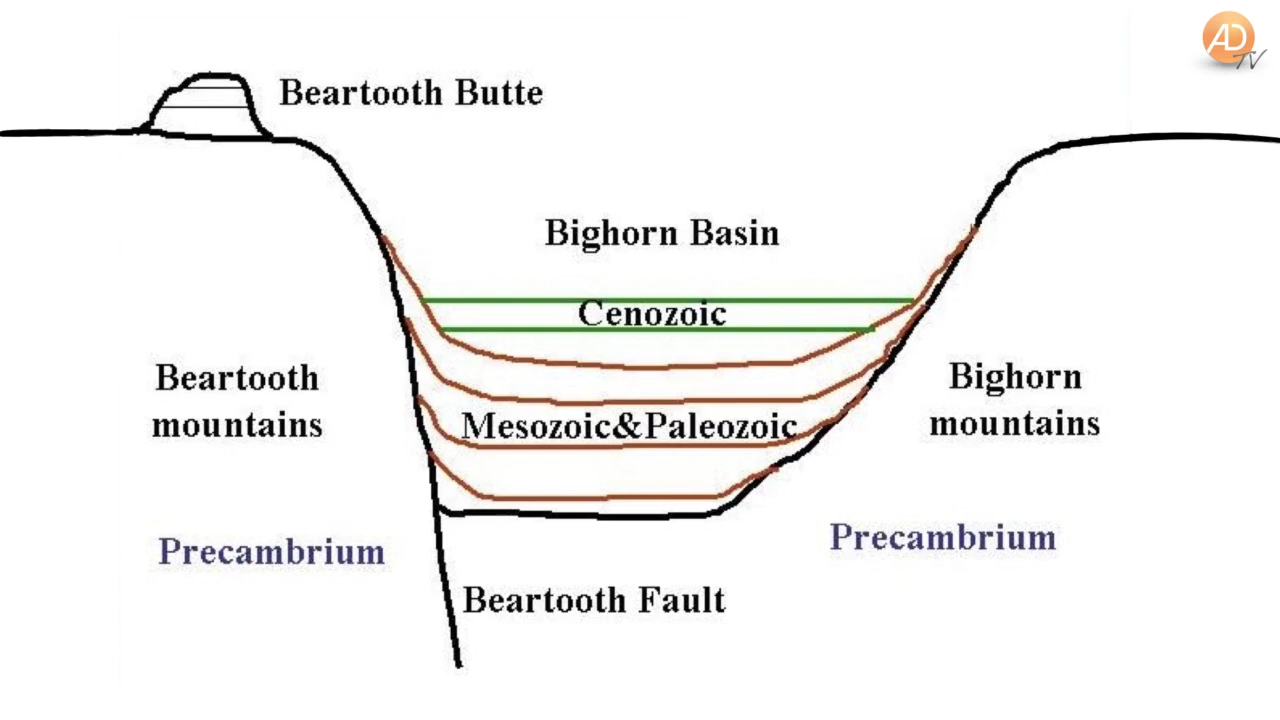 AD
TV
Beartooth Butte
Bighorn Basin
Cenozoic
Beartooth
mountains
Bighorn
mountains
Mesozoic&Paleozoic
Precambrium
Precambrium
Beartooth Fault